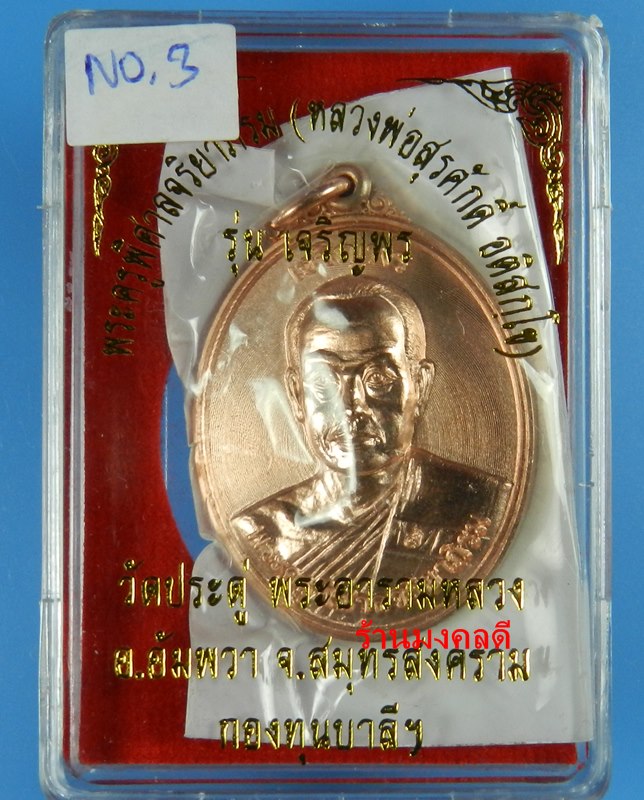 NO. 3
พระครูพิศาลจริยาภิรม (หลวงพ่อสุรศักดิ์ อติสกฺโข)
รุ่น เจริญพร
วัดประดู่ พระอารามหลวง
ร้านมงคลดี
อ.อัมพวา จ.สมุทรสงคราม
กองทุนบาลีฯ